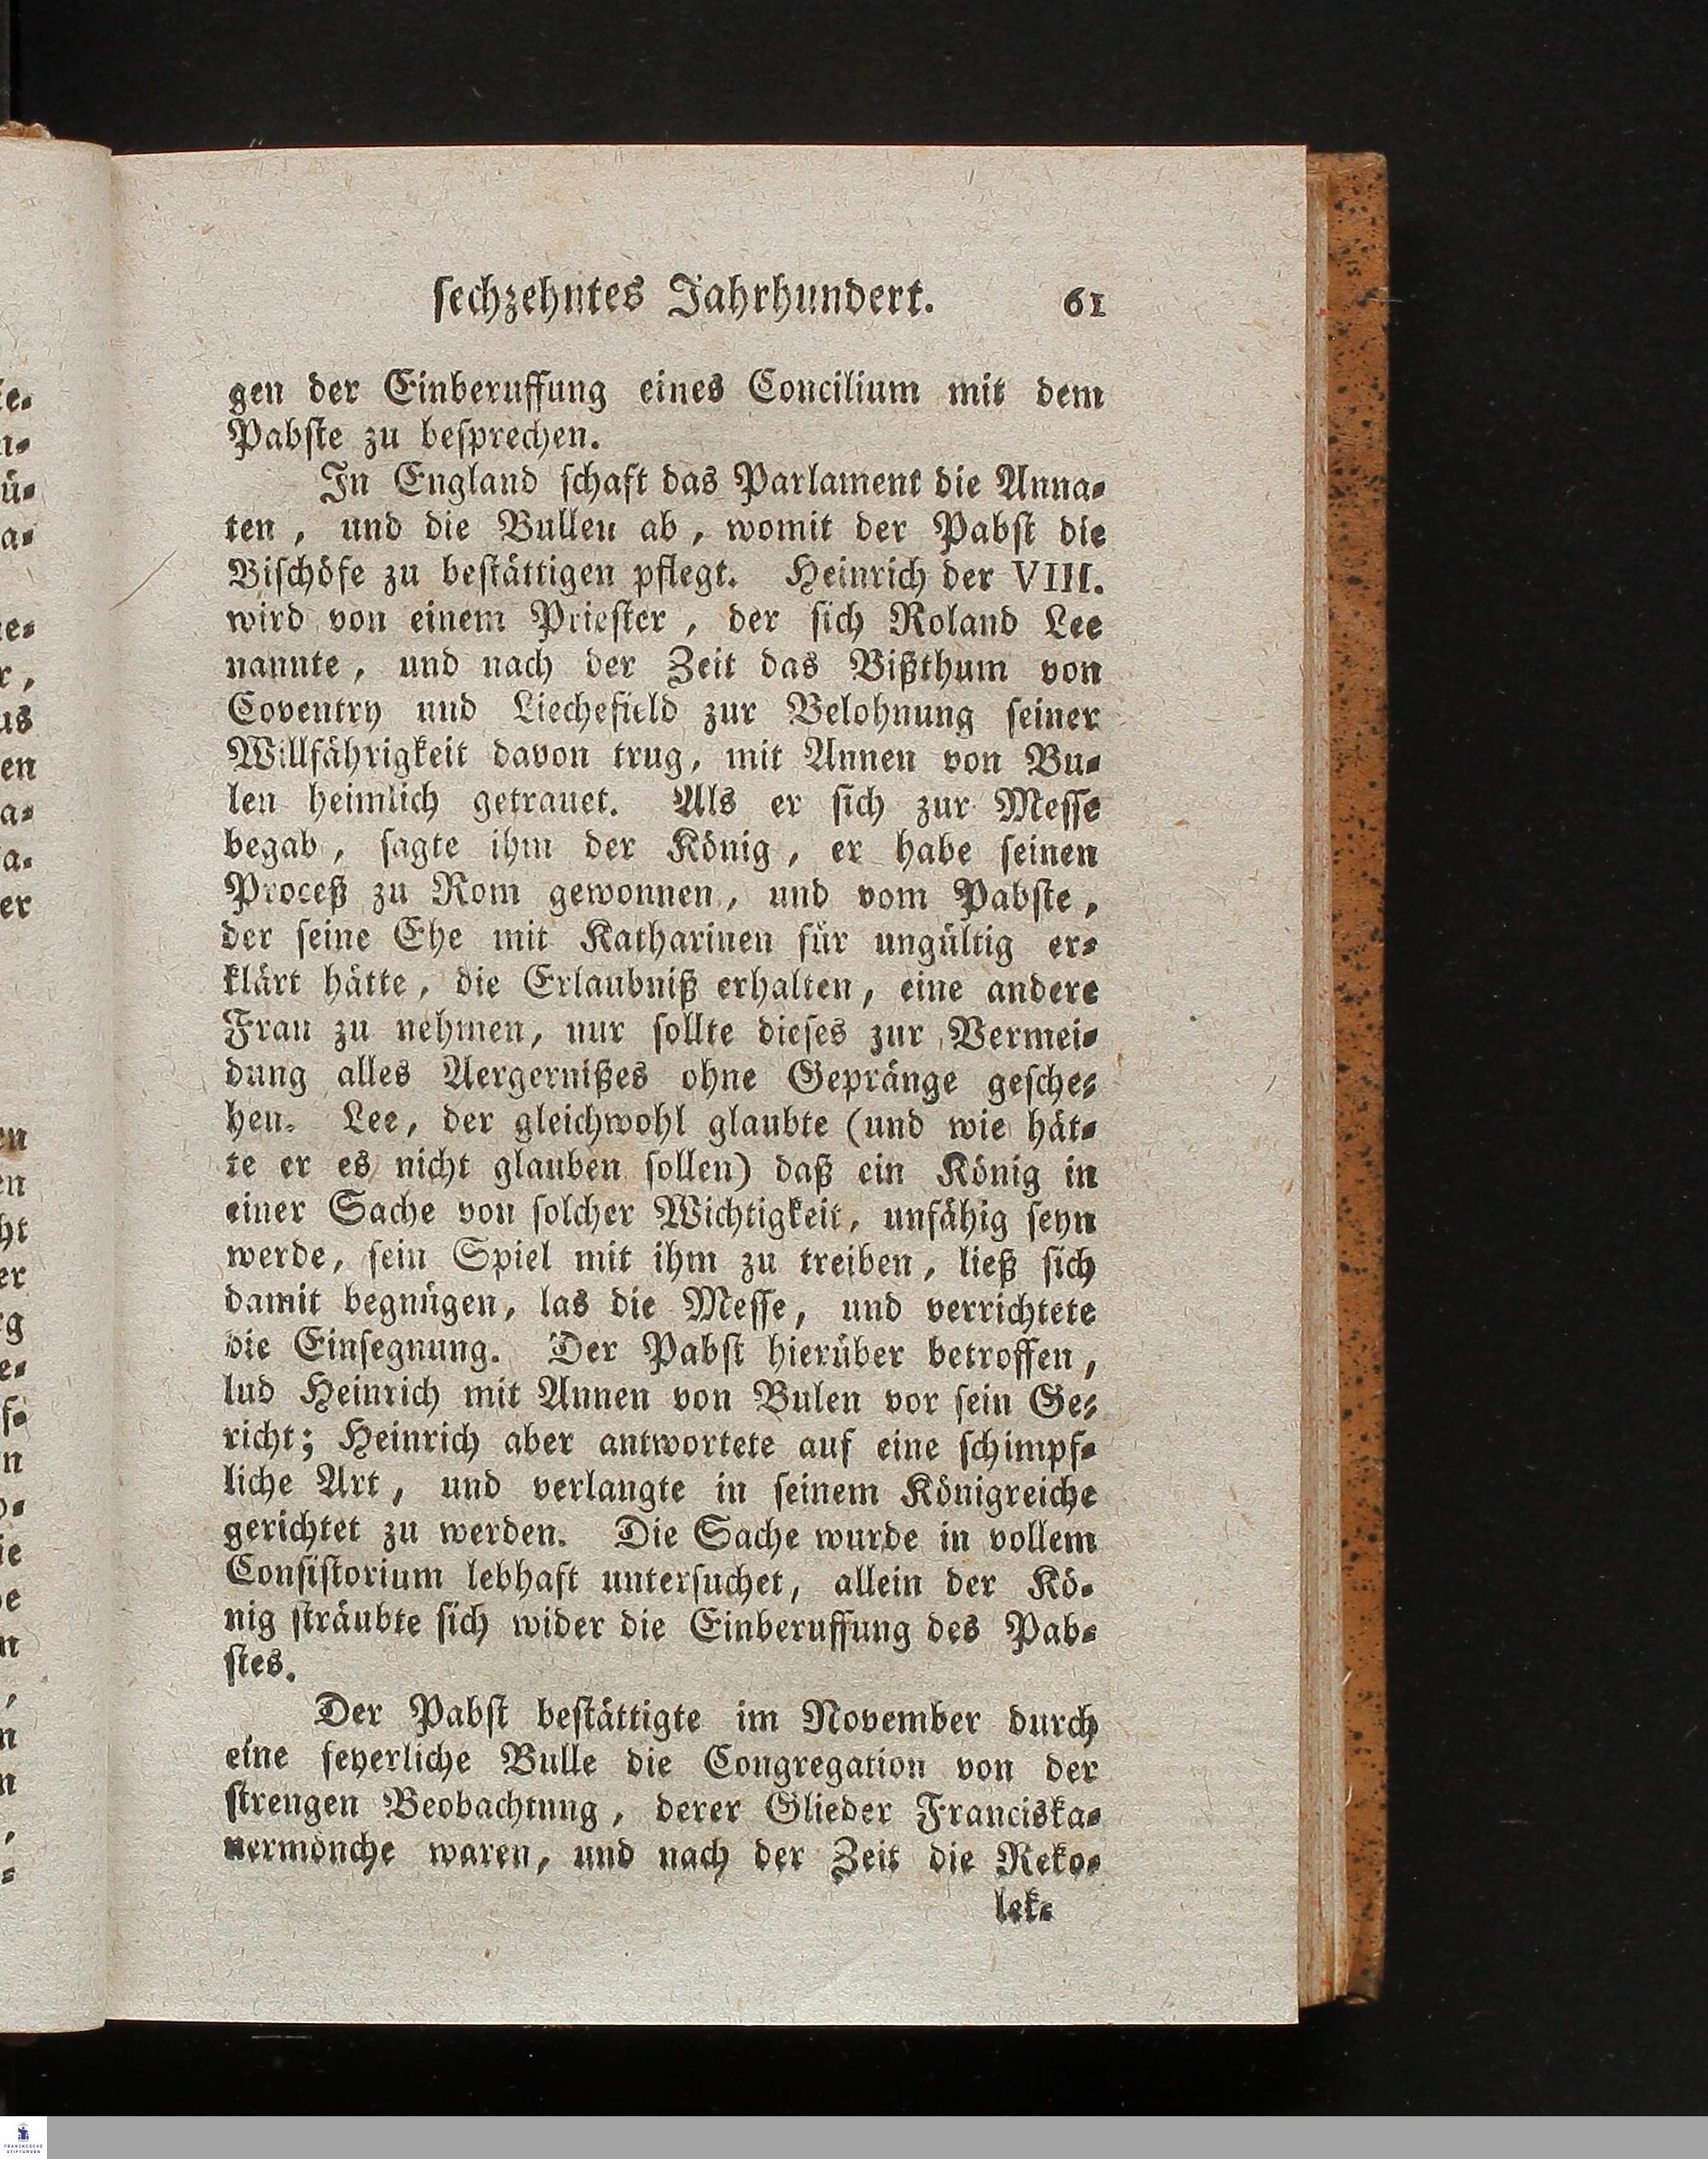 sechzehntes Jahrhundert. 61
gen der Einberuffung eines Concilium mit dem
Pabste zu besprechen.
In England schaft das Parlament die Anna-
ten, und die Bullen ab, womit der Pabst die
Bischöfe zu bestättigen pflegt. Heinrich der VIII.
wird von einem Priester, der sich Roland Lee
nannte, und nach der Zeit das Bißthum von
Coventry und Liechefield zur Belohnung seiner
Willfährigkeit davon trug, mit Annen von Bu-
len heimlich getrauet. Als er sich zur Messe
begab, sagte ihm der König, er habe seinen
Proceß zu Rom gewonnen, und vom Pabste,
der seine Ehe mit Katharinen für ungültig er-
klärt hätte, die Erlaubniß erhalten, eine andere
Frau zu nehmen, nur sollte dieses zur Vermei-
dung alles Aergernißes ohne Gepränge gesche-
hen. Lee, der gleichwohl glaubte (und wie hät-
te er es nicht glauben sollen) daß ein König in
einer Sache von solcher Wichtigkeit, unfähig seyn
werde, sein Spiel mit ihm zu treiben, ließ sich
damit begnügen, las die Messe, und verrichtete
die Einsegnung. Der Pabst hierüber betroffen,
lud Heinrich mit Annen von Bulen vor sein Ge-
richt; Heinrich aber antwortete auf eine schimpf-
liche Art, und verlangte in seinem Königreiche
gerichtet zu werden. Die Sache wurde in vollem
Consistorium lebhaft untersuchet, allein der Kö-
nig sträubte sich wider die Einberuffung des Pab-
stes.
Der Pabst bestättigte im November durch
eine feyerliche Bulle die Congregation von der
strengen Beobachtung, derer Glieder Franciska-
nermönche waren, und nach der Zeit die Reko-
lek-
FRANCKESCHE
STIFTUNGEN